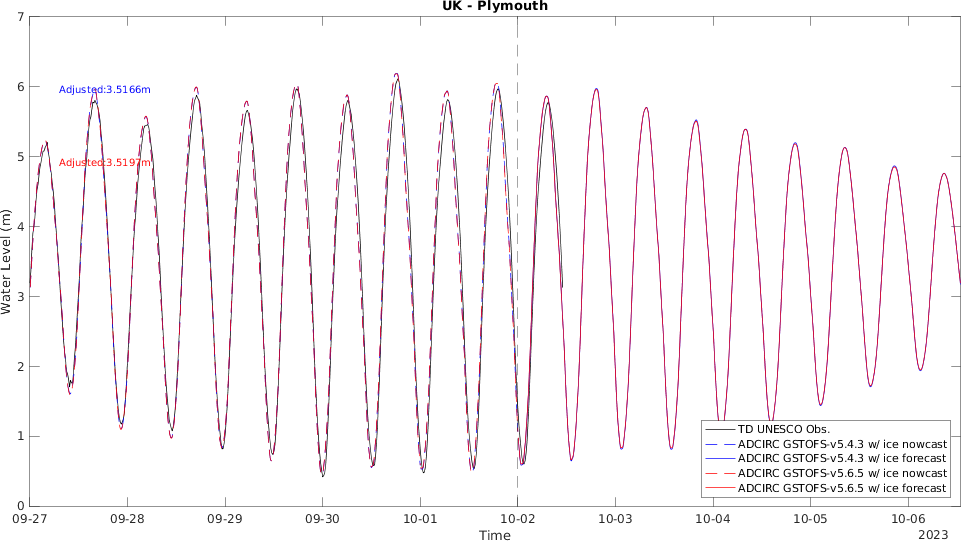 UK - Plymouth
7
6
5
4
3
2
1
0
Water Level (m)
Adjusted:3.5166m
Adjusted:3.5197m
TD UNESCO Obs.
ADCIRC GSTOFS-v5.4.3 w/ ice nowcast
ADCIRC GSTOFS-v5.4.3 w/ ice forecast
ADCIRC GSTOFS-v5.6.5 w/ ice nowcast
ADCIRC GSTOFS-v5.6.5 w/ ice forecast
09-27 09-28 09-29 09-30 10-01 10-02 10-03 10-04 10-05 10-06
Time
2023